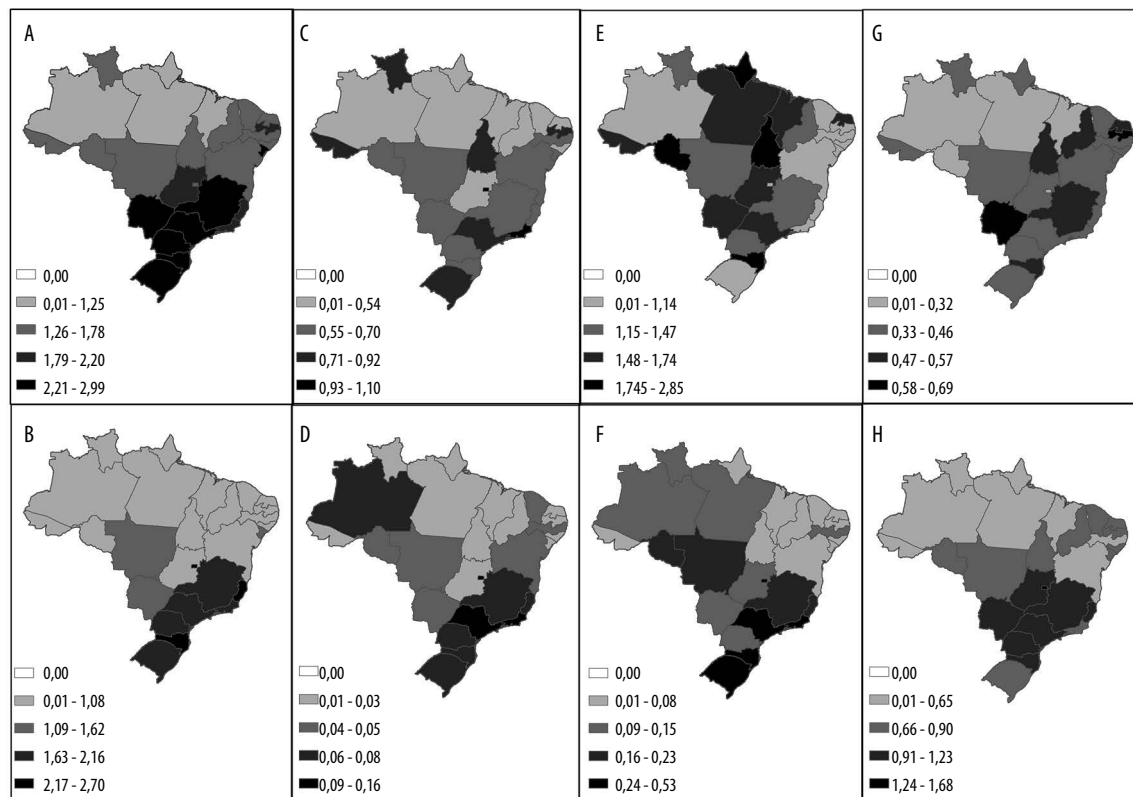 A
0,00
0,01 - 1,25
1,26 - 1,78
1,79 - 2,20
2,21 - 2,99
C
0,00
0,01 - 0,54
0,55 - 0,70
0,71 - 0,92
0,93 - 1,10
E
0,00
0,01 - 1,14
1,15 - 1,47
1,48 - 1,74
1,745 - 2,85
G
0,00
0,01 - 0,32
0,33 - 0,46
0,47 - 0,57
0,58 - 0,69
B
0,00
0,01 - 1,08
1,09 - 1,62
1,63 - 2,16
2,17 - 2,70
D
0,00
0,01 - 0,03
0,04 - 0,05
0,06 - 0,08
0,09 - 0,16
F
0,00
0,01 - 0,08
0,09 - 0,15
0,16 - 0,23
0,24 - 0,53
H
0,00
0,01 - 0,65
0,66 - 0,90
0,91 - 1,23
1,24 - 1,68